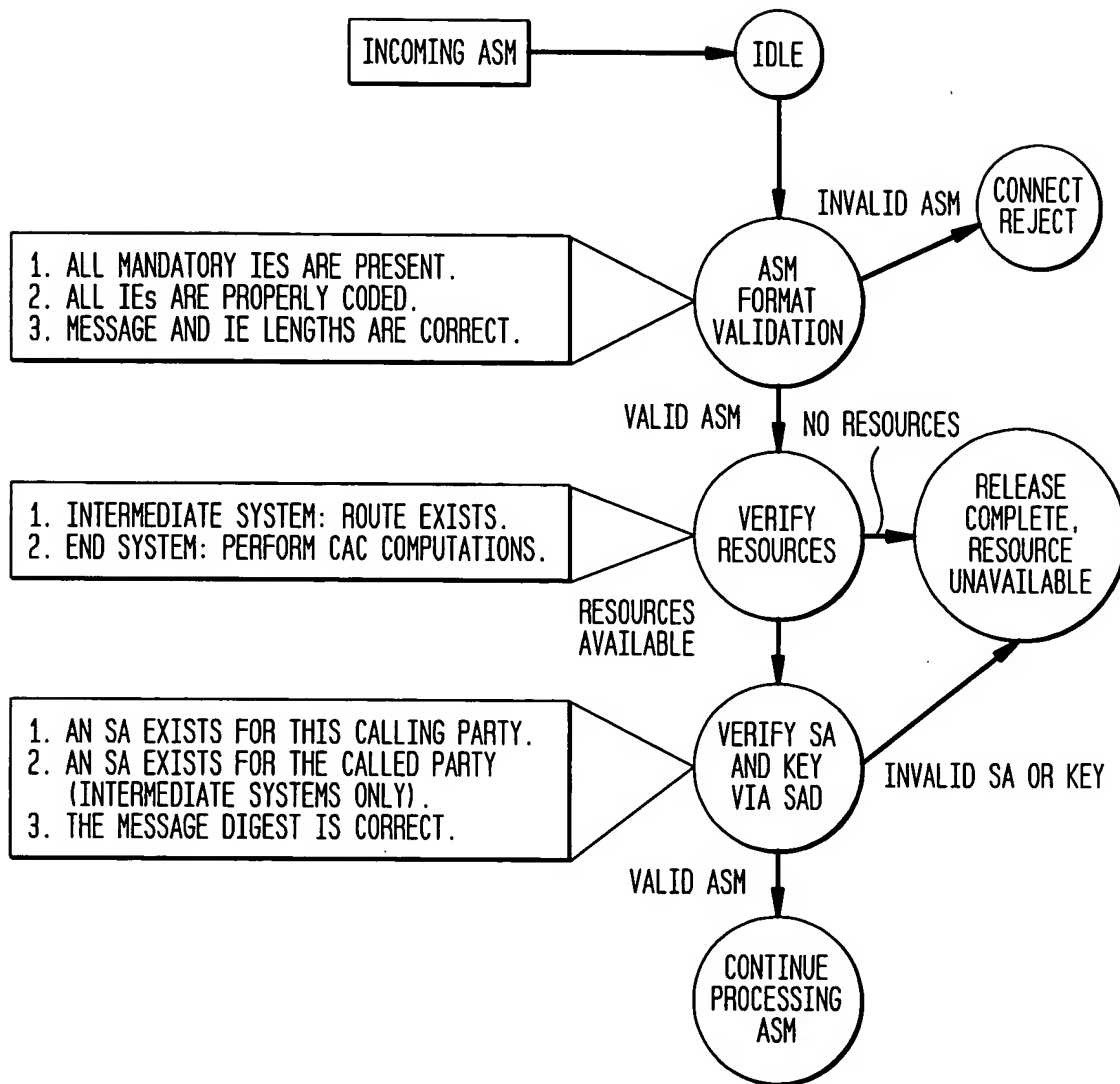 INCOMING ASM
IDLE
INVALID ASM
CONNECT
REJECT
1. ALL MANDATORY IES ARE PRESENT.
2. ALL IEs ARE PROPERLY CODED.
3. MESSAGE AND IE LENGTHS ARE CORRECT.
ASM
FORMAT
VALIDATION
VALID ASM
NO RESOURCES
1. INTERMEDIATE SYSTEM: ROUTE EXISTS.
2. END SYSTEM: PERFORM CAC COMPUTATIONS.
VERIFY
RESOURCES
RELEASE
COMPLETE,
RESOURCE
UNAVAILABLE
RESOURCES
AVAILABLE
1. AN SA EXISTS FOR THIS CALLING PARTY.
2. AN SA EXISTS FOR THE CALLED PARTY
(INTERMEDIATE SYSTEMS ONLY).
3. THE MESSAGE DIGEST IS CORRECT.
VERIFY SA
AND KEY
VIA SAD
INVALID SA OR KEY
VALID ASM
CONTINUE
PROCESSING
ASM